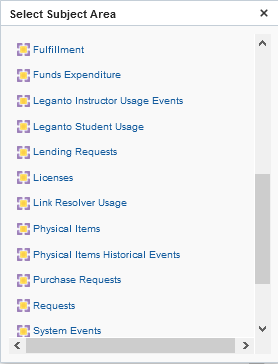 Select Subject Area
Fulfillment
Funds Expenditure
Leganto Instructor Usage Events
Leganto Student Usage
Lending Requests
Licenses
Link Resolver Usage
Physical Items
Physical Items Historical Events
Purchase Requests
Requests
System Events